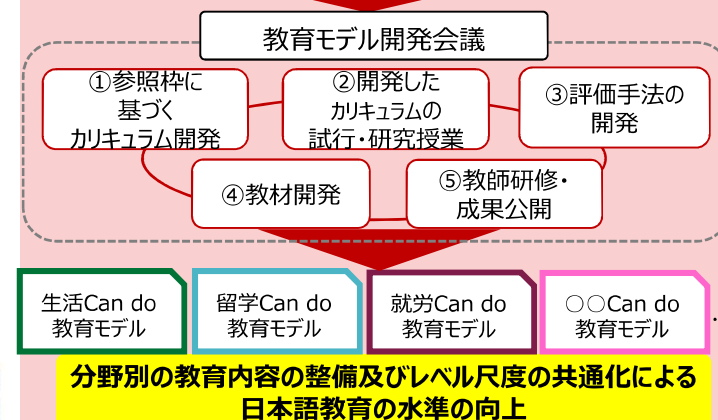 教育モデル開発会議
①参照枠に
基づく
カリキュラム開発
②開発した
カリキュラムの
試行・研究授業
③評価手法の
開発
④教材開発
⑤教師研修・
成果公開
生活Can do
教育モデル
留学Can do
教育モデル
就労Can do
教育モデル
○○Can do
教育モデル
分野別の教育内容の整備及びレベル尺度の共通化による
日本語教育の水準の向上